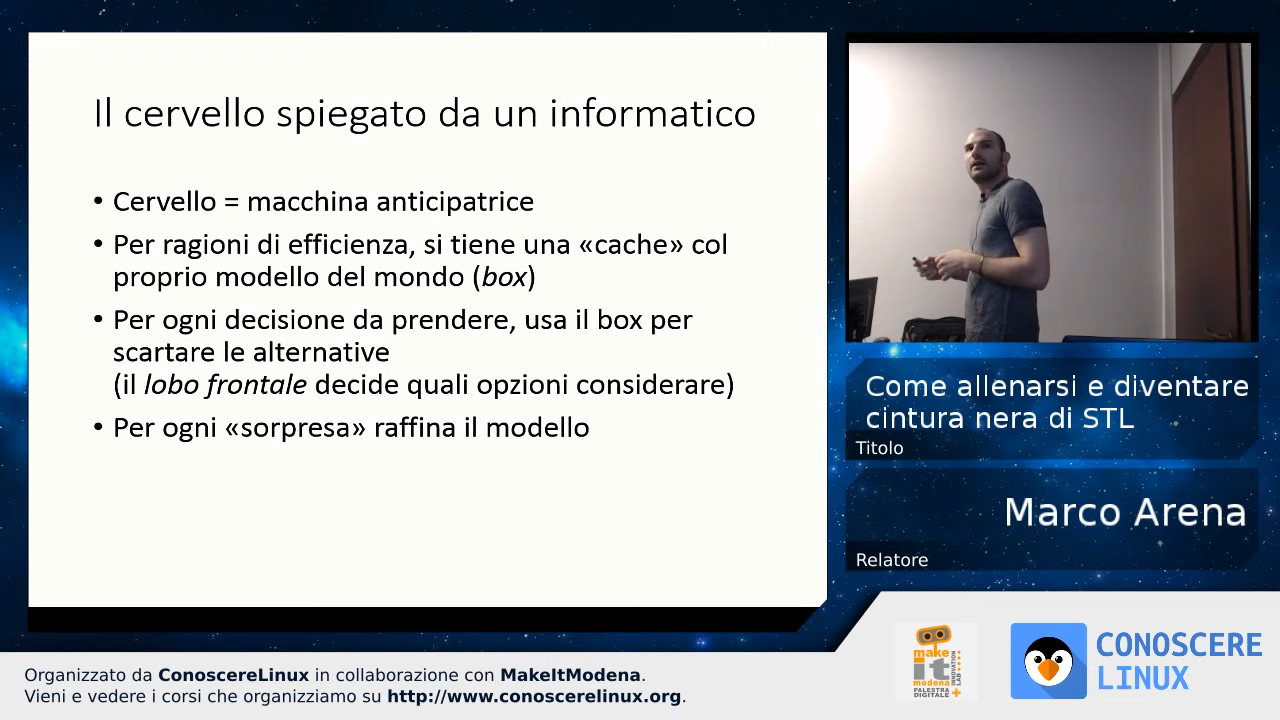 Il cervello spiegato da un informatico
• Cervello = macchina anticipatrice
• Per ragioni di efficienza, si tiene una «cache» col
proprio modello del mondo (box)
• Per ogni decisione da prendere, usa il box per
scartare le alternative
(il lobo frontale decide quali opzioni considerare)
• Per ogni «sorpresa» raffina il modello
Come allenarsi e diventare
cintura nera di STL
Titolo
Marco Arena
Relatore
make
it
modena
PALESTRA
DIGITALE
INNOVATION
LAB
CONOSCERE
LINUX
Organizzato da ConoscereLinux in collaborazione con MakeItModena.
Vieni e vedere i corsi che organizziamo su http://www.conoscerelinux.org.